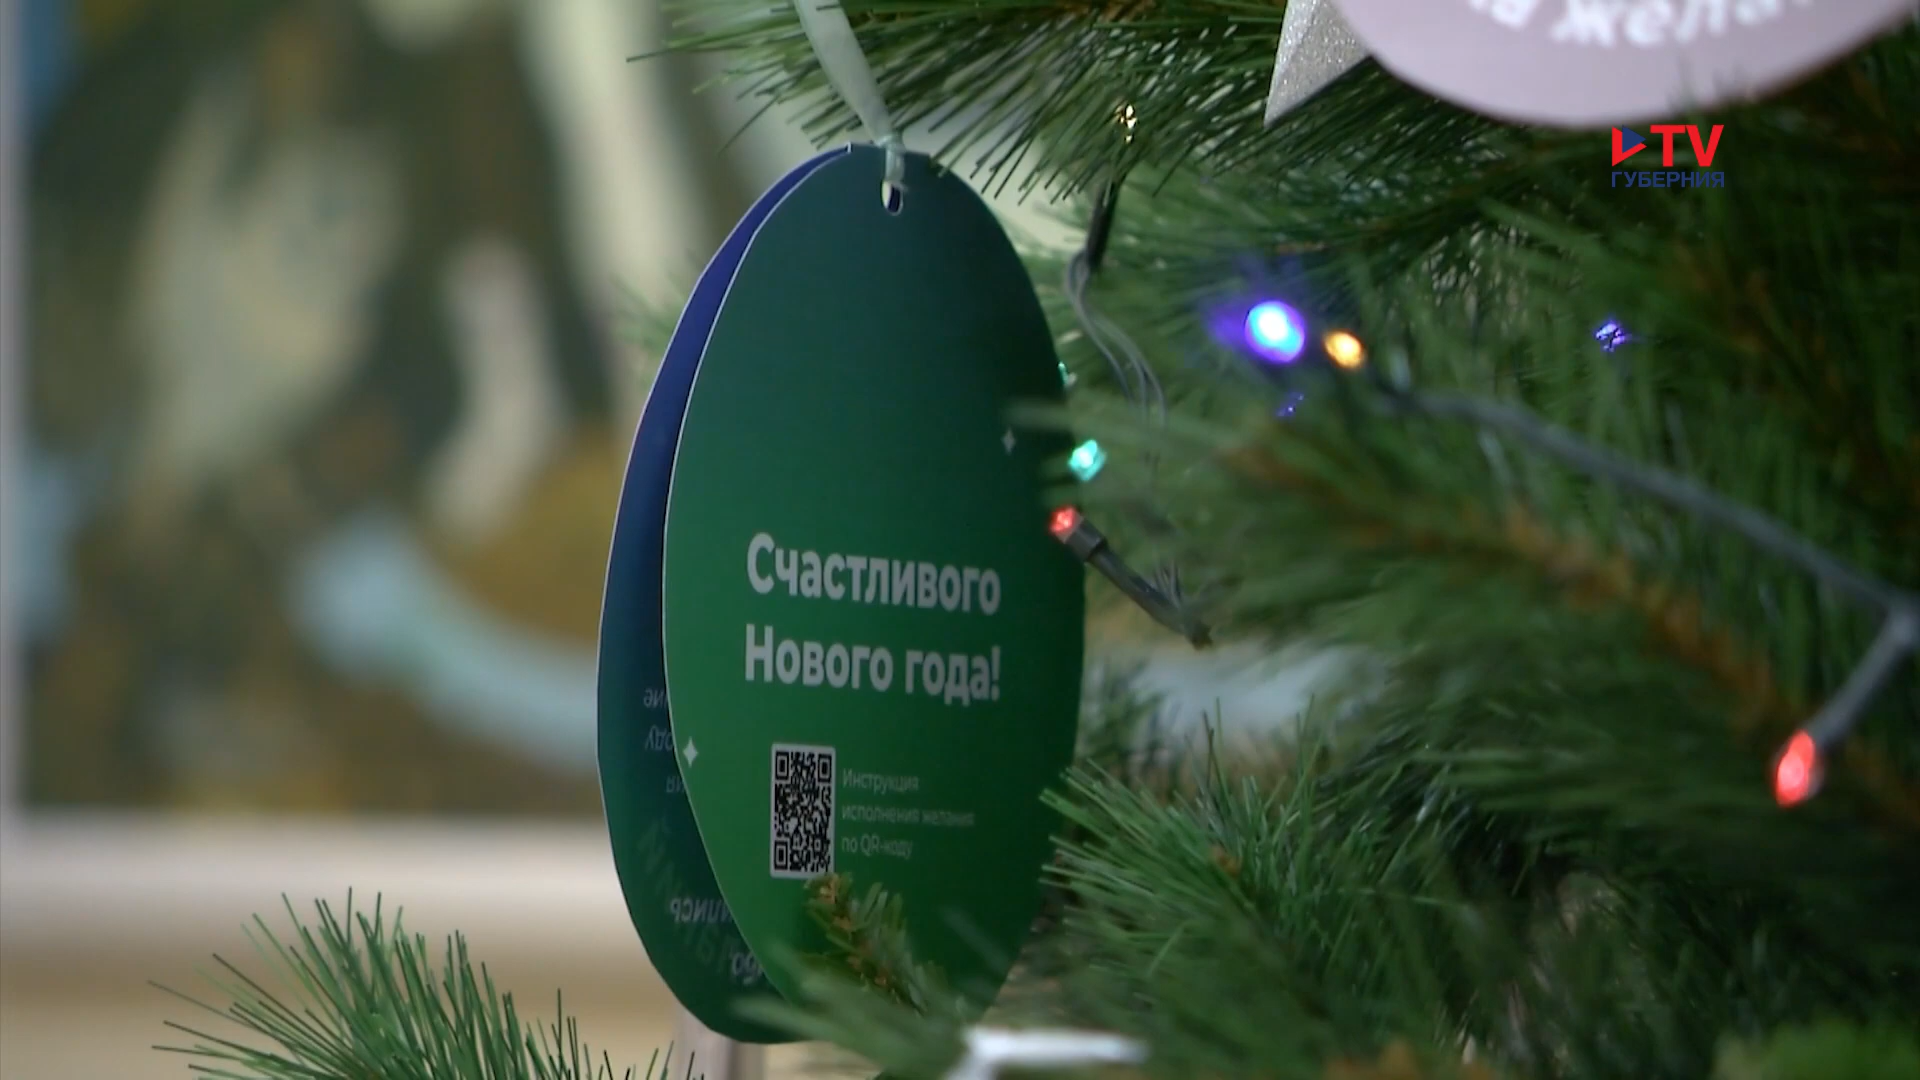 TV
ГУБЕРНИЯ
Счастливого
Нового года!
Инструкция
исполнения желания
по QR-коду